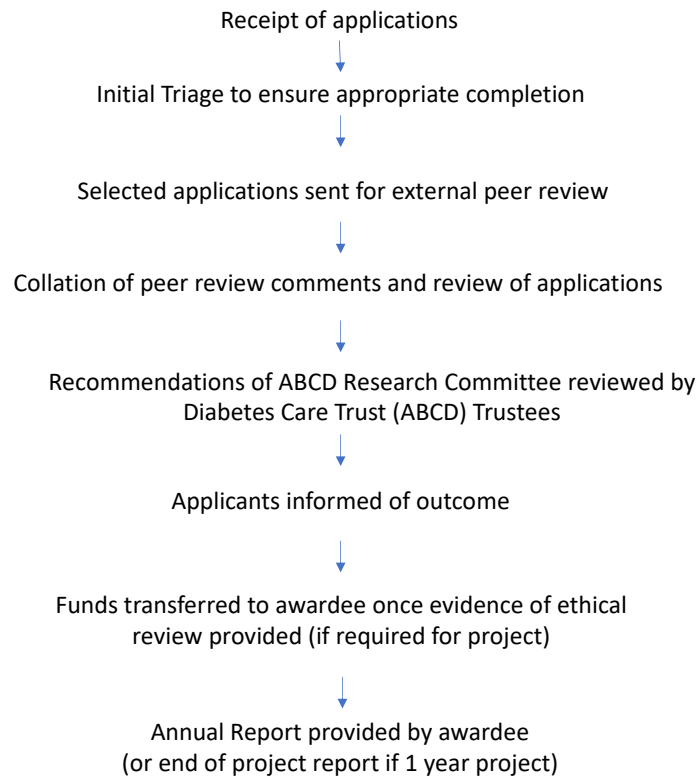 Receipt of applications
Initial Triage to ensure appropriate completion
Selected applications sent for external peer review
Collation of peer review comments and review of applications
Recommendations of ABCD Research Committee reviewed by
Diabetes Care Trust (ABCD) Trustees
Applicants informed of outcome
Funds transferred to awardee once evidence of ethical
review provided (if required for project)
Annual Report provided by awardee
(or end of project report if 1 year project)